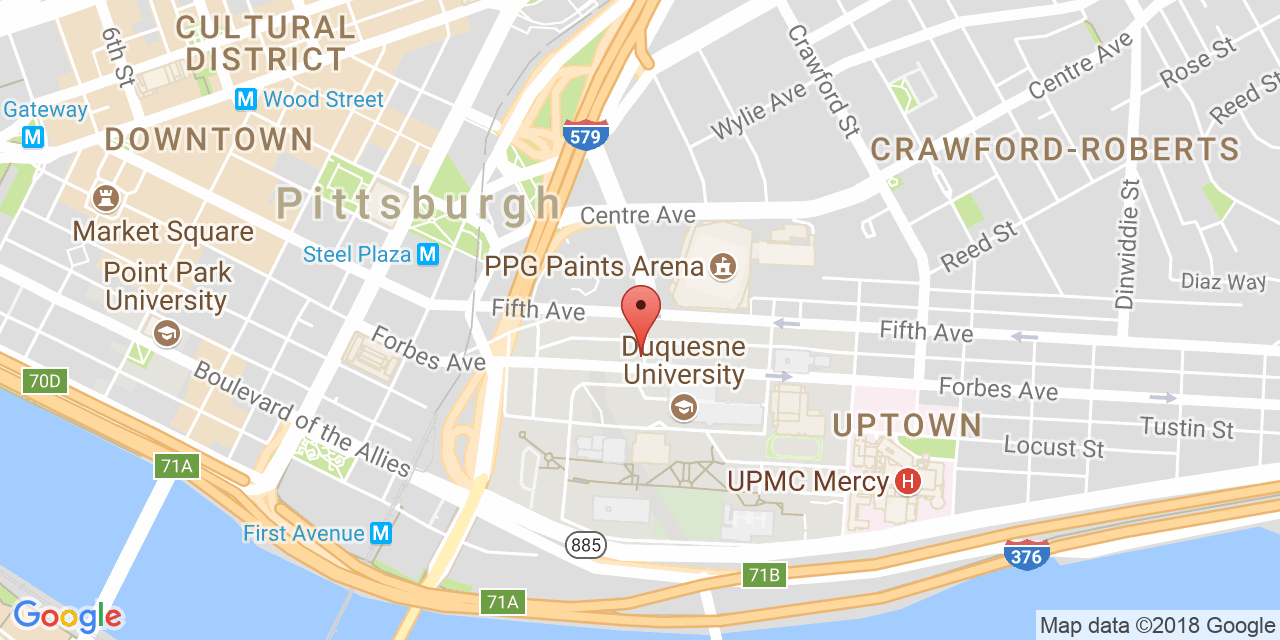 6th St
CULTURAL
DISTRICT
Crawford St
Centre Ave
Rose St
Reed St
Wylie Ave
Gateway
M
M Wood Street
DOWNTOWN
579
CRAWFORD-ROBERTS
Pittsburgh
Market Square
Centre Ave
Dinwiddie St
Steel Plaza M
Reed St
PPG Paints Arena
Point Park
University
Diaz Way
Fifth Ave
Fifth Ave
Forbes Ave
Duquesne
University
70D
Boulevard of the Allies
Forbes Ave
UPTOWN
Tustin St
Locust St
71A
UPMC Mercy H
First Avenue M
885
376
71B
71A
Google
Map data ©2018 Google